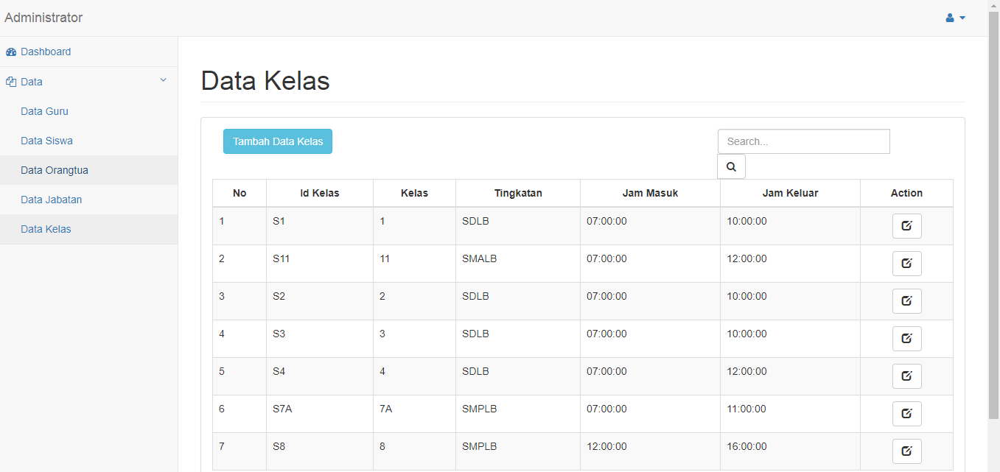 Administrator
Dashboard
Data
Data Guru
Data Siswa
Data Orangtua
Data Jabatan
Data Kelas
Data Kelas
Tambah Data Kelas
Search...
No Id Kelas Kelas Tingkatan Jam Masuk Jam Keluar Action
1 S1 1 SDLB 07:00:00 10:00:00
2 S11 11 SMALB 07:00:00 12:00:00
3 S2 2 SDLB 07:00:00 10:00:00
4 S3 3 SDLB 07:00:00 10:00:00
5 S4 4 SDLB 07:00:00 12:00:00
6 S7A 7A SMPLB 07:00:00 11:00:00
7 S8 8 SMPLB 12:00:00 16:00:00